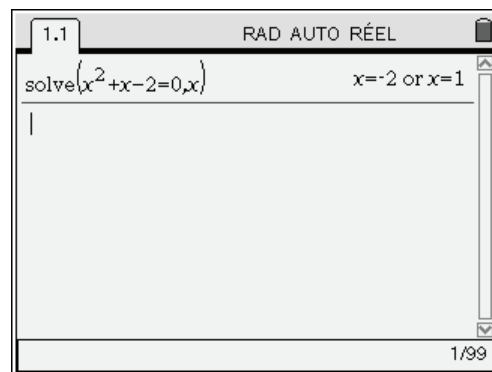 1.1 RAD AUTO RÉEL
solve(x²+x-2=0,x) x=-2 or x=1
1/99